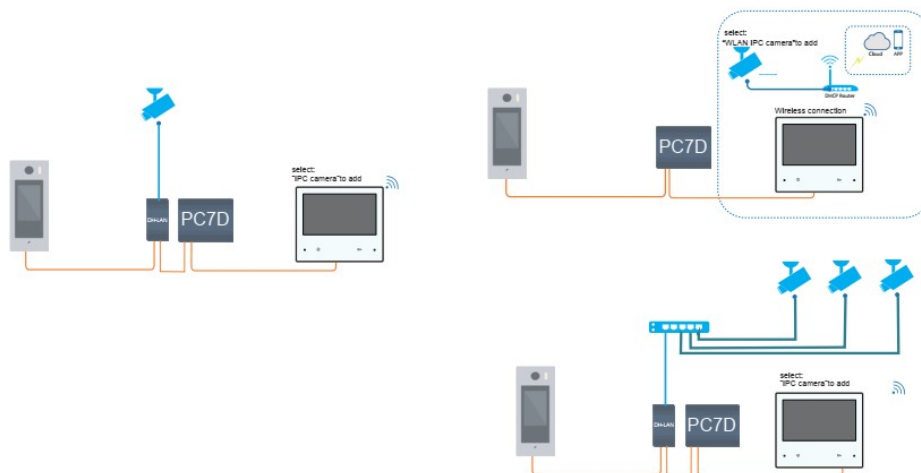 select:
"IPC camera"to add
DH-LAN
PC7D
select:
"WLAN IPC camera"to add
Cloud
APP
DHCP Router
Wireless connection
PC7D
select:
"IPC camera"to add
DH-LAN
PC7D